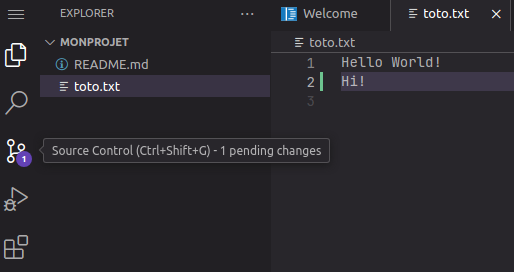 EXPLORER
···
MONPROJET
README.md
toto.txt
Source Control (Ctrl+Shift+G) - 1 pending changes
1
Welcome
toto.txt
toto.txt
1 Hello World!
2 Hi!
3